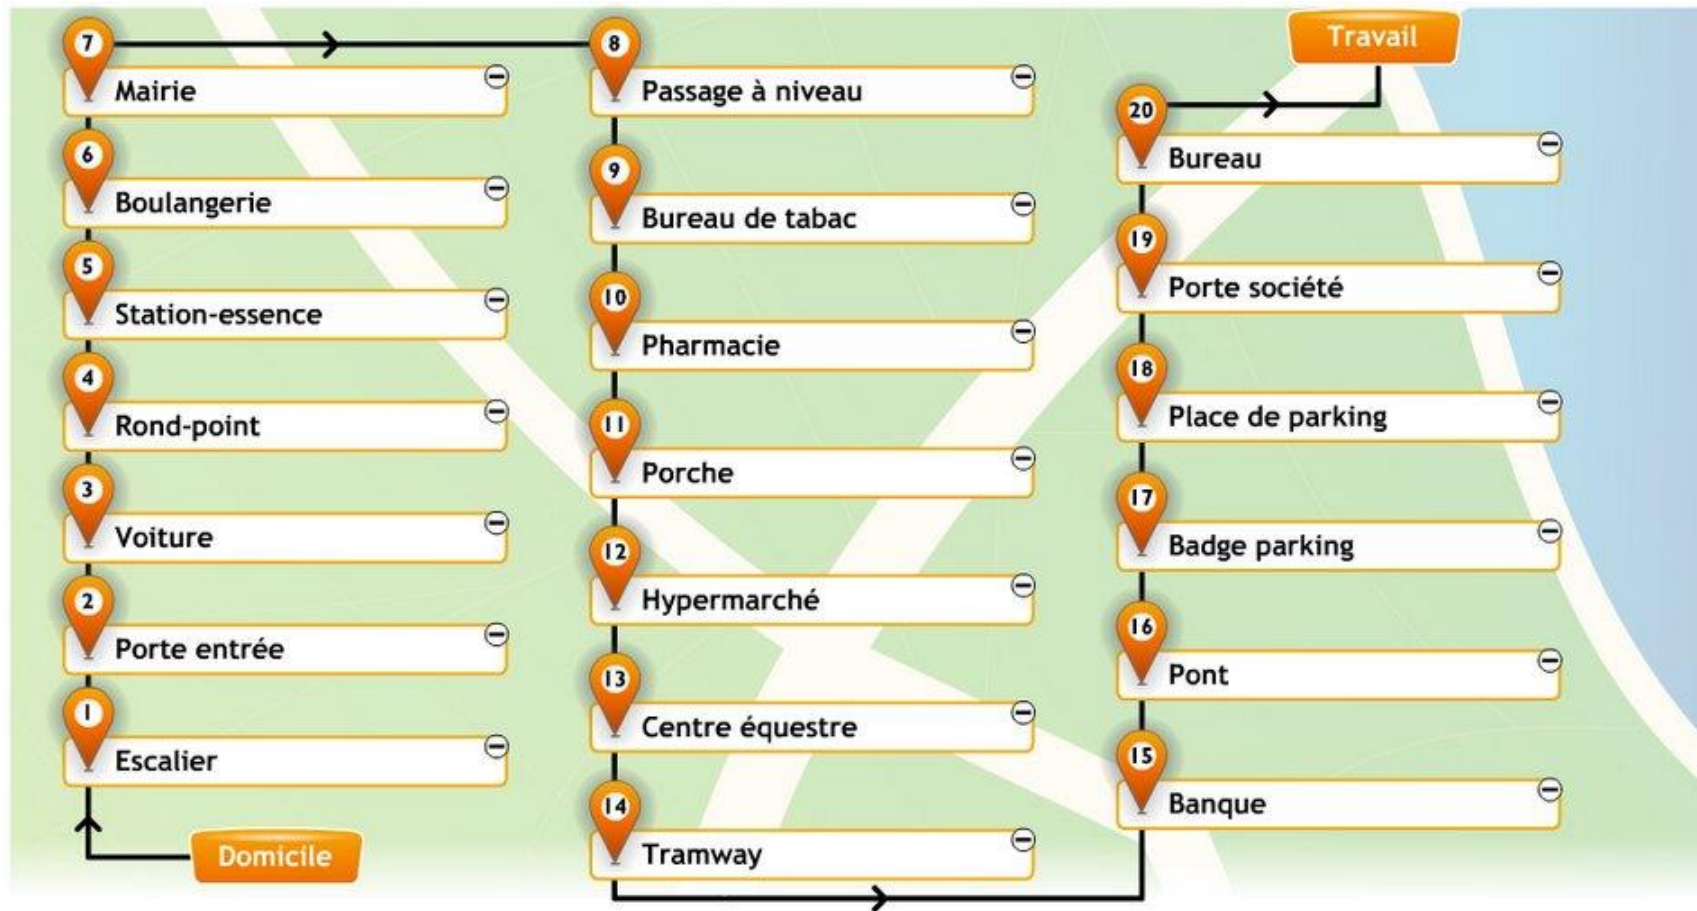 Domicile
1
Escalier
2
Porte entrée
3
Voiture
4
Rond-point
5
Station-essence
6
Boulangerie
7
Mairie
8
Passage à niveau
9
Bureau de tabac
10
Pharmacie
11
Porche
12
Hypermarché
13
Centre équestre
14
Tramway
15
Banque
16
Pont
17
Badge parking
18
Place de parking
19
Porte société
20
Bureau
Travail